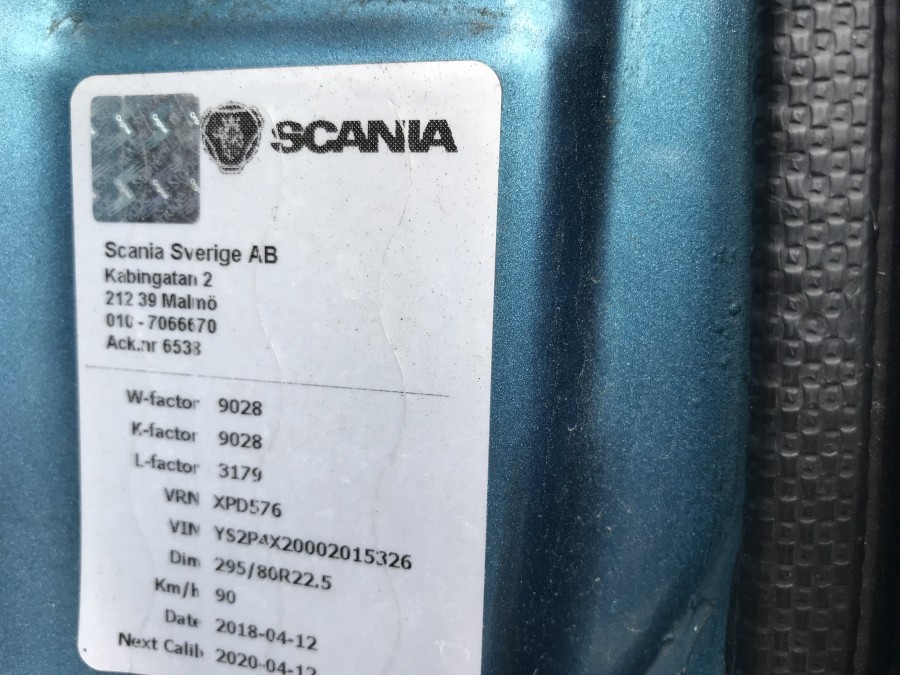 SCANIA
Scania Sverige AB
Kabingatan 2
212 39 Malmö
010 - 7066670
Ack.nr 6538
W-factor 9028
K-factor 9028
L-factor 3179
VRN XPD576
VIN YS2P4X20002015326
Dim 295/80R22.5
Km/h 90
Date 2018-04-12
Next Calib 2020-04-12